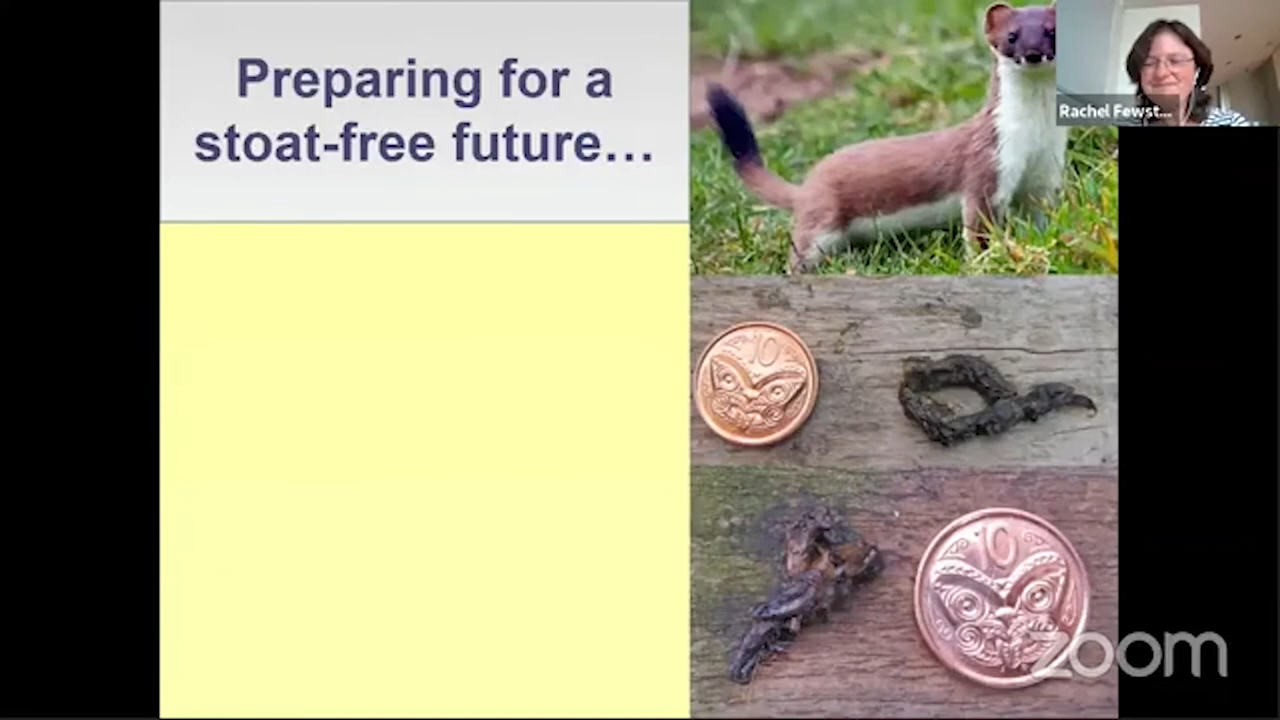 Preparing for a
stoat-free future…
Rachel Fewst...
10
10
zoom